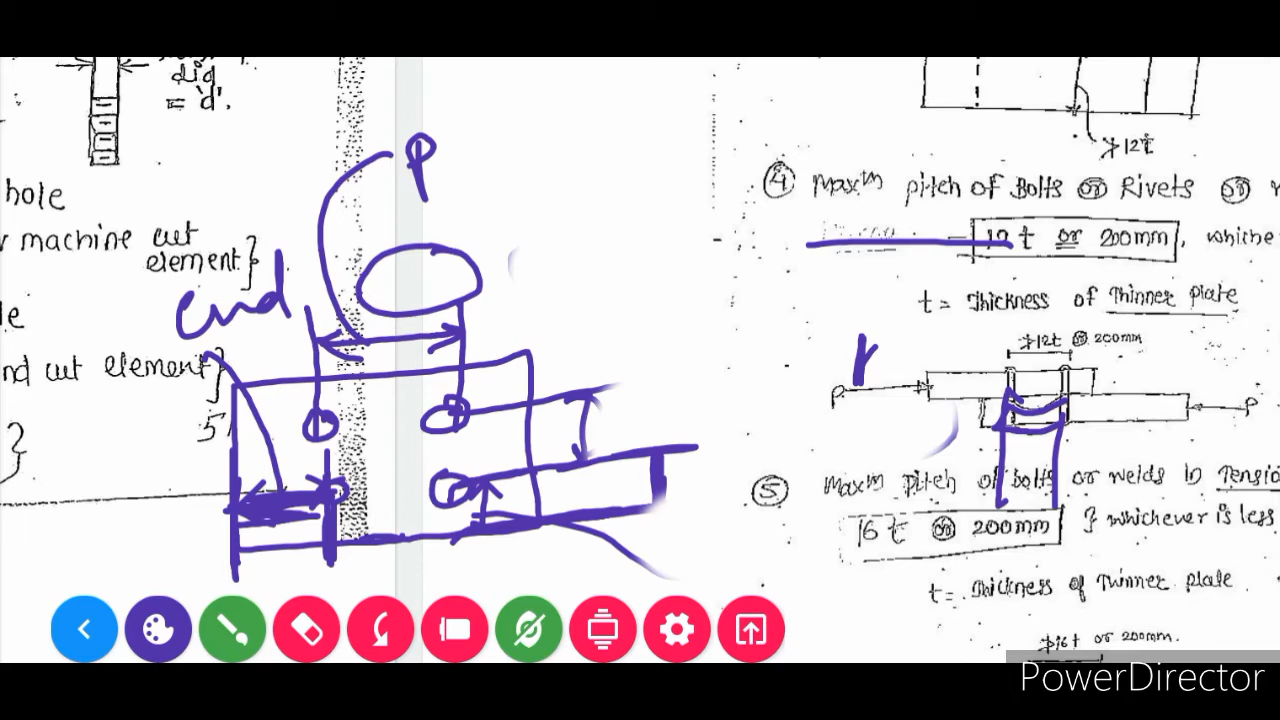 dia
= 'd'.
hole
machine cut
element}
end
nd cut element}
5
}
P
≯12t
④ Maxm pitch of Bolts or Rivets or
12t or 200mm, whiche
t = Thickness of Thinner plate
≯12t or 200mm
P
P
⑤ Maxm pitch of bolts or welds in Tensio
16t or 200mm } whichever is less
t = Thickness of Thinner plate
≯16t or 200mm.
PowerDirector